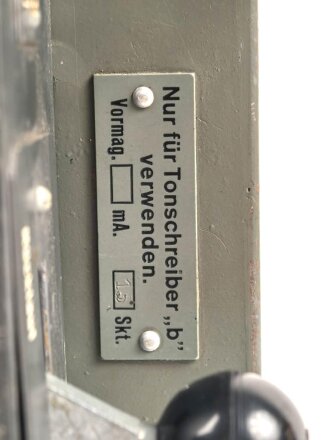 Nur für Tonschreiber „b"
verwenden.
Vormag. mA. 1.5 Skt.